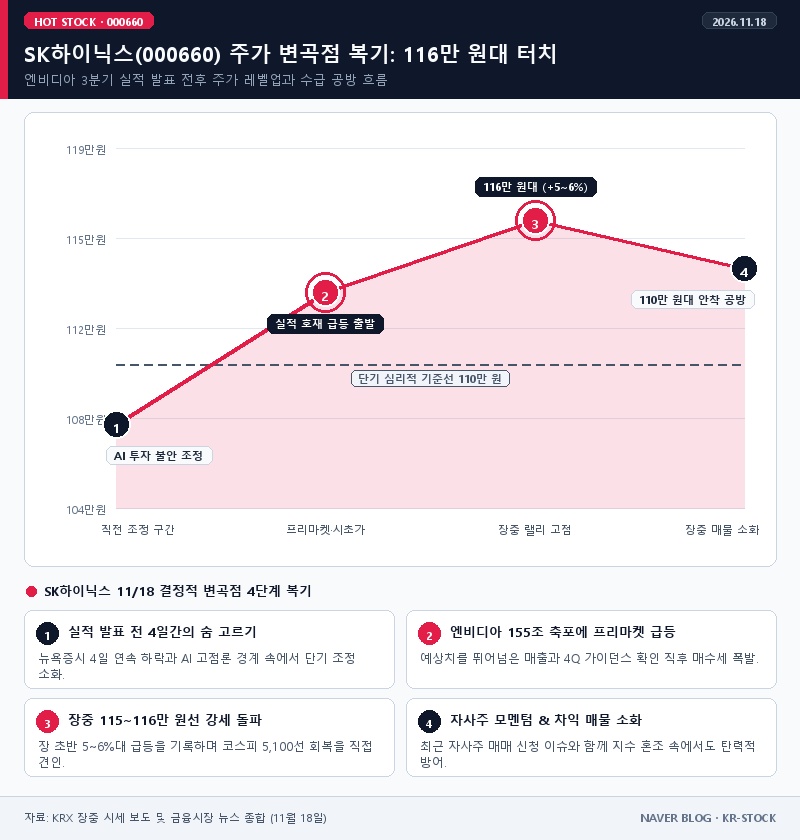 HOT STOCK · 000660
2026.11.18
SK하이닉스(000660) 주가 변곡점 복기: 116만 원대 터치
엔비디아 3분기 실적 발표 전후 주가 레벨업과 수급 공방 흐름
119만원
115만원
112만원
108만원
104만원
116만 원대 (+5~6%)
3
4
2
110만 원대 안착 공방
실적 호재 급등 출발
단기 심리적 기준선 110만 원
1
AI 투자 불안 조정
직전 조정 구간
프리마켓·시초가
장중 랠리 고점
장중 매물 소화
SK하이닉스 11/18 결정적 변곡점 4단계 복기
1 실적 발표 전 4일간의 숨 고르기
뉴욕증시 4일 연속 하락과 AI 고점론 경계 속에서 단기 조정
소화.
2 엔비디아 155조 축포에 프리마켓 급등
예상치를 뛰어넘은 매출과 4Q 가이던스 확인 직후 매수세 폭발.
3 장중 115~116만 원선 강세 돌파
장 초반 5~6%대 급등을 기록하며 코스피 5,100선 회복을 직접
견인.
4 자사주 모멘텀 & 차익 매물 소화
최근 자사주 매매 신청 이슈와 함께 지수 혼조 속에서도 탄력적
방어.
자료: KRX 장중 시세 보도 및 금융시장 뉴스 종합 (11월 18일)
NAVER BLOG · KR-STOCK